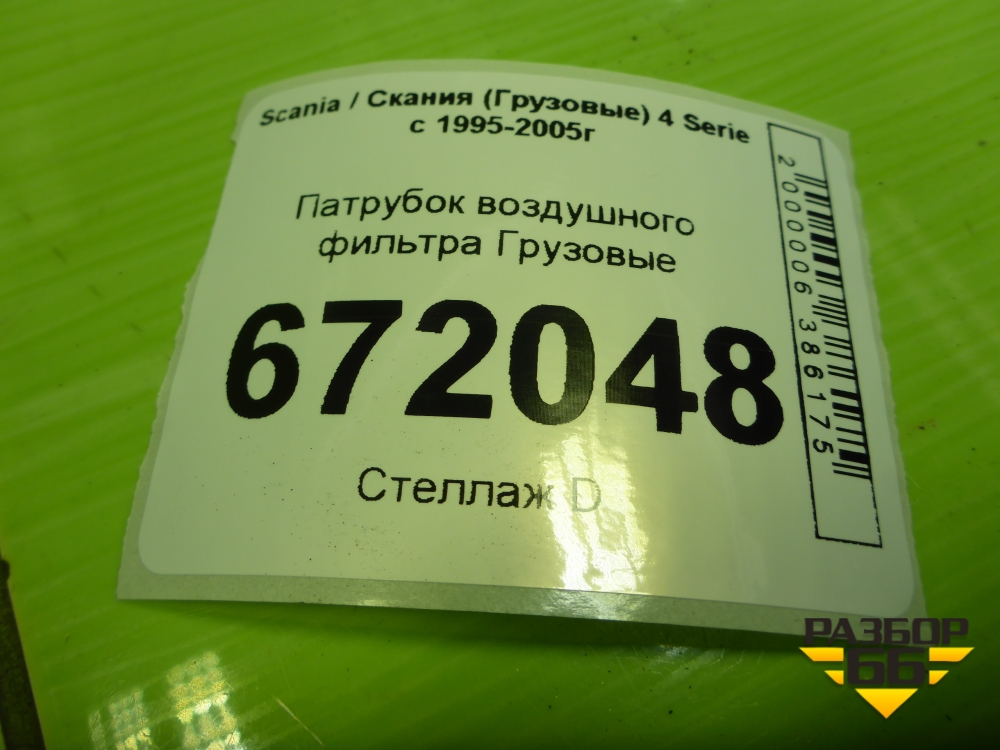 Scania / Скания (Грузовые) 4 Serie
с 1995-2005г
Патрубок воздушного
фильтра Грузовые
672048
Стеллаж D
2000006386175
РАЗБОР
66